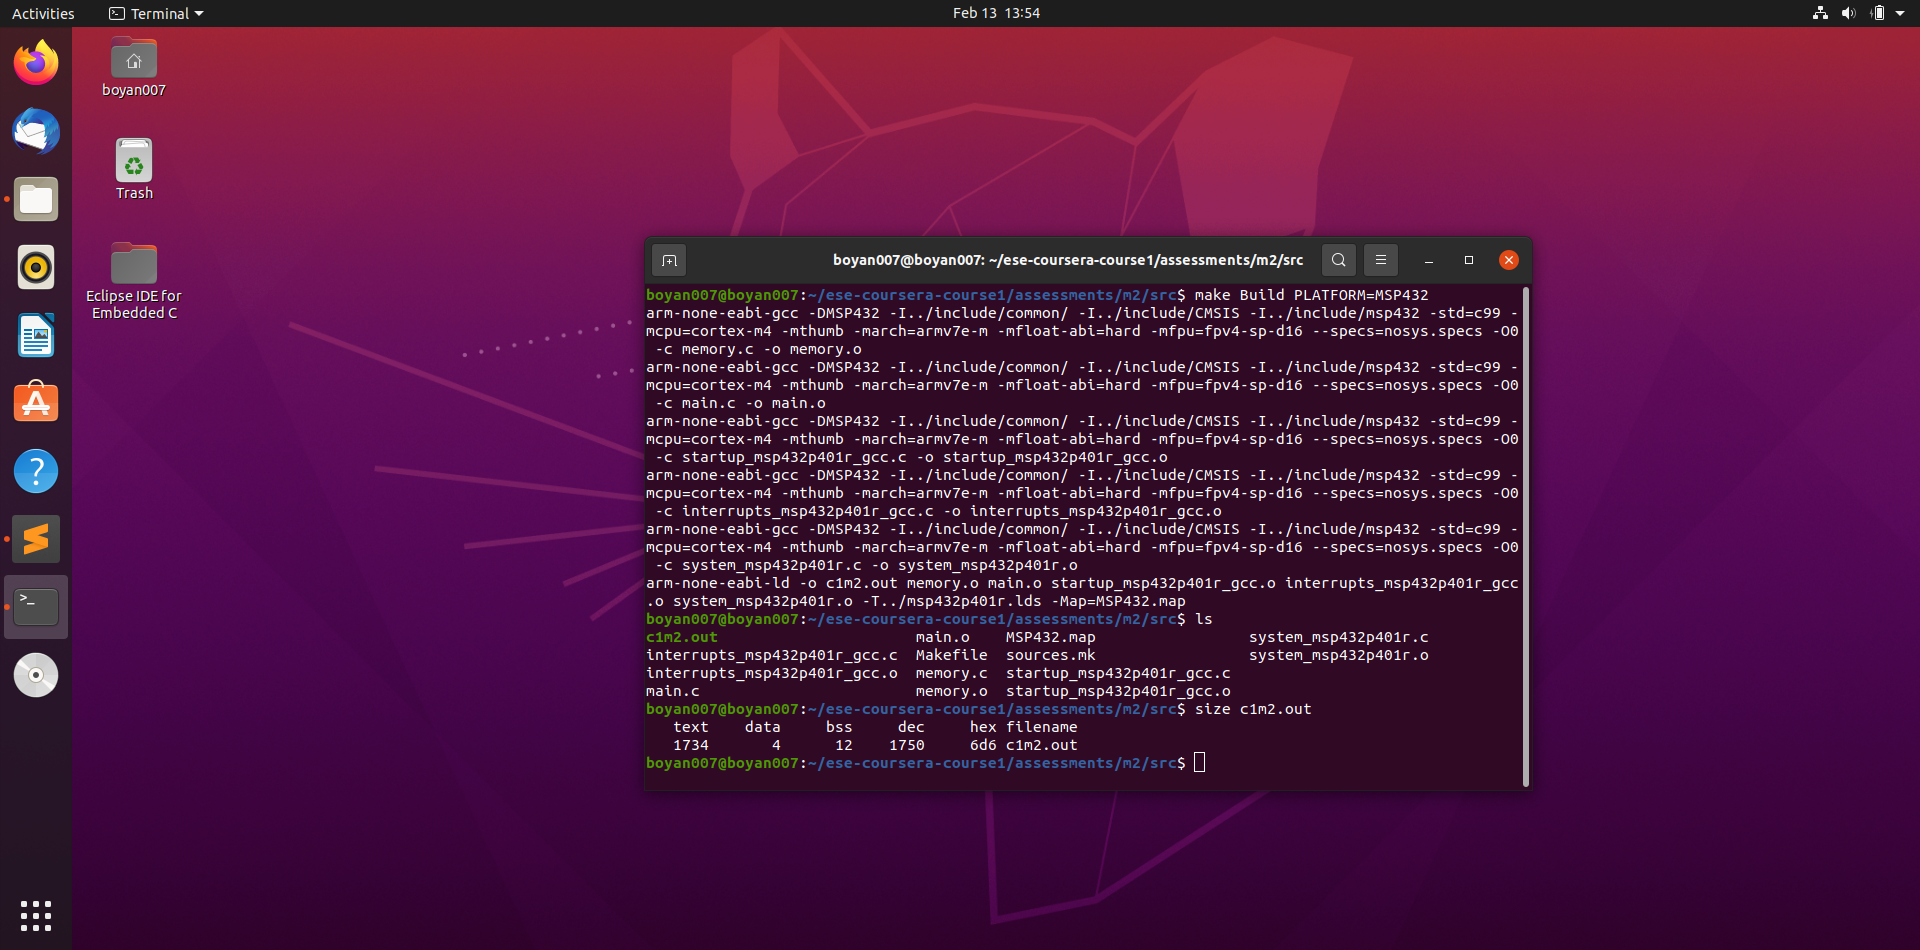 Activities
Terminal
Feb 13 13:54
boyan007
Trash
Eclipse IDE for
Embedded C
boyan007@boyan007: ~/ese-coursera-course1/assessments/m2/src
boyan007@boyan007:~/ese-coursera-course1/assessments/m2/src$ make Build PLATFORM=MSP432
arm-none-eabi-gcc -DMSP432 -I../include/common/ -I../include/CMSIS -I../include/msp432 -std=c99 -
mcpu=cortex-m4 -mthumb -march=armv7e-m -mfloat-abi=hard -mfpu=fpv4-sp-d16 --specs=nosys.specs -O0
 -c memory.c -o memory.o
arm-none-eabi-gcc -DMSP432 -I../include/common/ -I../include/CMSIS -I../include/msp432 -std=c99 -
mcpu=cortex-m4 -mthumb -march=armv7e-m -mfloat-abi=hard -mfpu=fpv4-sp-d16 --specs=nosys.specs -O0
 -c main.c -o main.o
arm-none-eabi-gcc -DMSP432 -I../include/common/ -I../include/CMSIS -I../include/msp432 -std=c99 -
mcpu=cortex-m4 -mthumb -march=armv7e-m -mfloat-abi=hard -mfpu=fpv4-sp-d16 --specs=nosys.specs -O0
 -c startup_msp432p401r_gcc.c -o startup_msp432p401r_gcc.o
arm-none-eabi-gcc -DMSP432 -I../include/common/ -I../include/CMSIS -I../include/msp432 -std=c99 -
mcpu=cortex-m4 -mthumb -march=armv7e-m -mfloat-abi=hard -mfpu=fpv4-sp-d16 --specs=nosys.specs -O0
 -c interrupts_msp432p401r_gcc.c -o interrupts_msp432p401r_gcc.o
arm-none-eabi-gcc -DMSP432 -I../include/common/ -I../include/CMSIS -I../include/msp432 -std=c99 -
mcpu=cortex-m4 -mthumb -march=armv7e-m -mfloat-abi=hard -mfpu=fpv4-sp-d16 --specs=nosys.specs -O0
 -c system_msp432p401r.c -o system_msp432p401r.o
arm-none-eabi-ld -o c1m2.out memory.o main.o startup_msp432p401r_gcc.o interrupts_msp432p401r_gcc
.o system_msp432p401r.o -T../msp432p401r.lds -Map=MSP432.map
boyan007@boyan007:~/ese-coursera-course1/assessments/m2/src$ ls
c1m2.out                      main.o    MSP432.map                 system_msp432p401r.c
interrupts_msp432p401r_gcc.c  Makefile  sources.mk                 system_msp432p401r.o
interrupts_msp432p401r_gcc.o  memory.c  startup_msp432p401r_gcc.c
main.c                        memory.o  startup_msp432p401r_gcc.o
boyan007@boyan007:~/ese-coursera-course1/assessments/m2/src$ size c1m2.out
   text    data     bss     dec     hex filename
   1734       4      12    1750     6d6 c1m2.out
boyan007@boyan007:~/ese-coursera-course1/assessments/m2/src$